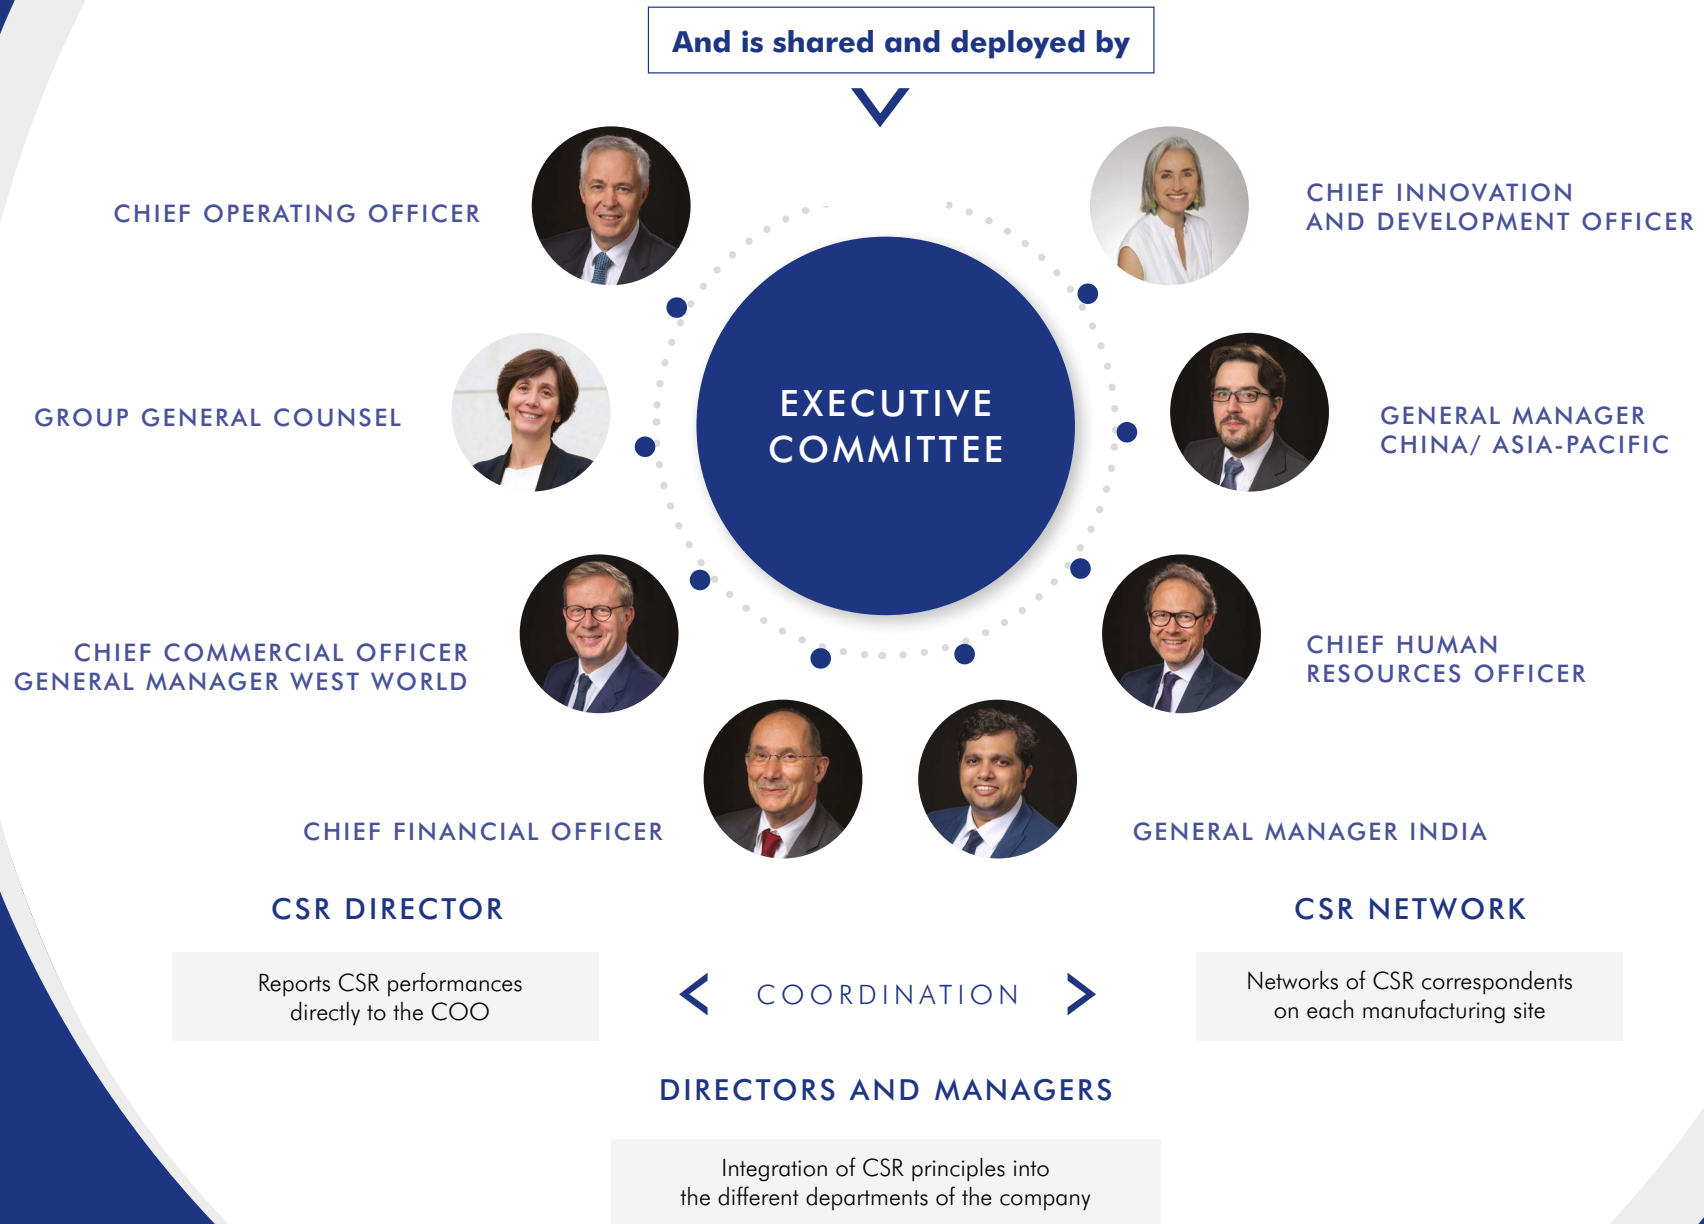 And is shared and deployed by
CHIEF OPERATING OFFICER
CHIEF INNOVATION
AND DEVELOPMENT OFFICER
GROUP GENERAL COUNSEL
EXECUTIVE
COMMITTEE
GENERAL MANAGER
CHINA/ ASIA-PACIFIC
CHIEF COMMERCIAL OFFICER
GENERAL MANAGER WEST WORLD
CHIEF HUMAN
RESOURCES OFFICER
CHIEF FINANCIAL OFFICER
GENERAL MANAGER INDIA
CSR DIRECTOR
Reports CSR performances
directly to the COO
COORDINATION
CSR NETWORK
Networks of CSR correspondents
on each manufacturing site
DIRECTORS AND MANAGERS
Integration of CSR principles into
the different departments of the company